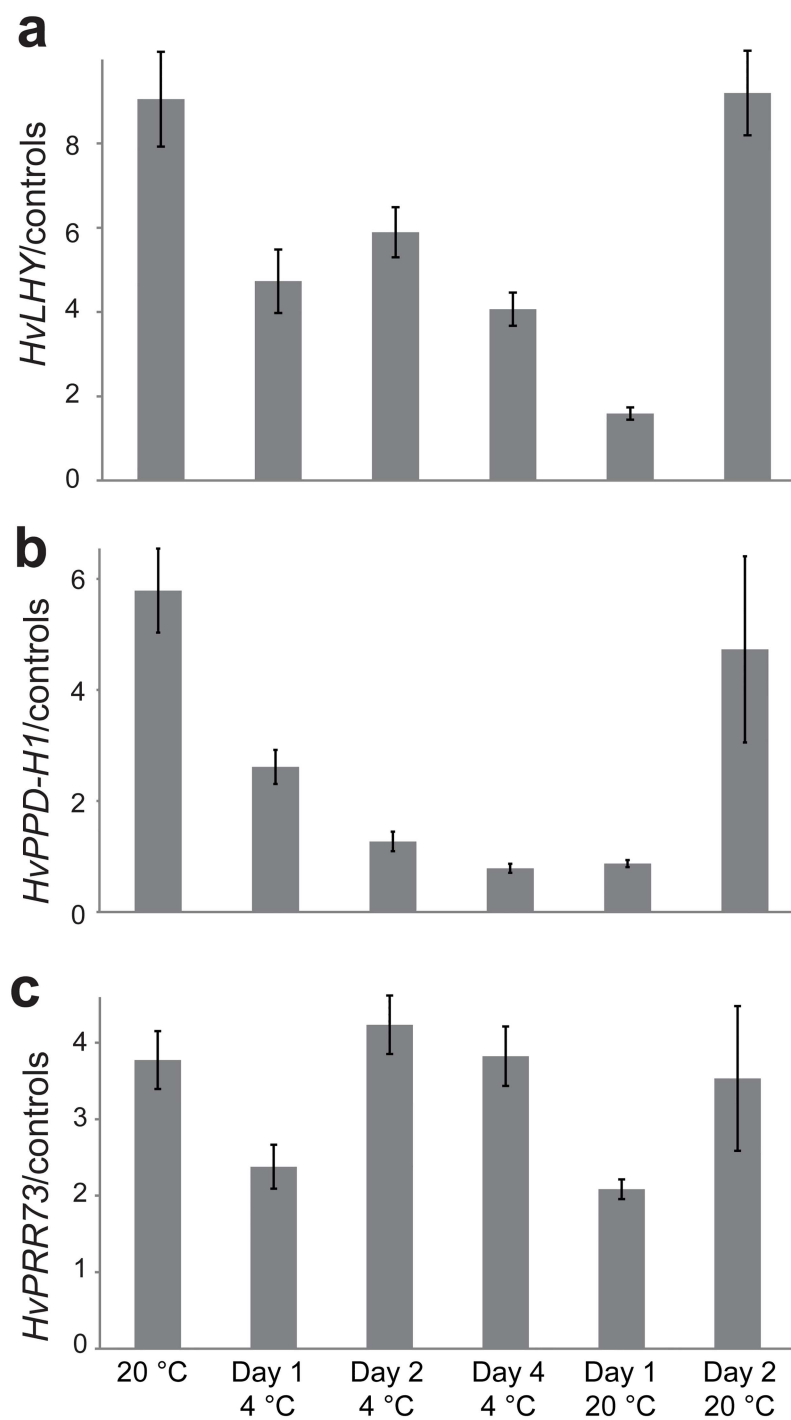 a
HvLHY/controls
8
6
4
2
0
b
HvPPD-H1/controls
6
4
2
0
c
HvPRR73/controls
4
3
2
1
0
20 °C Day 1 Day 2 Day 4 Day 1 Day 2
4 °C 4 °C 4 °C 20 °C 20 °C